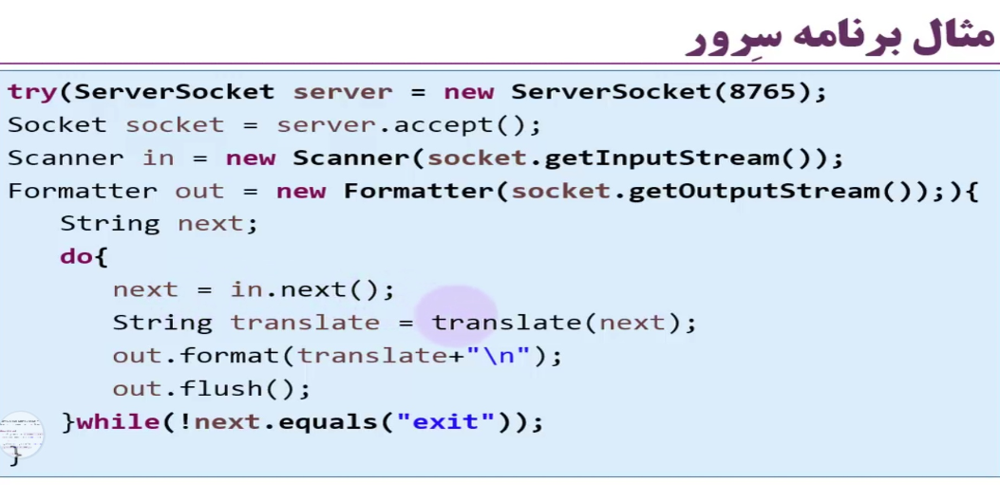 مثال برنامه سِرور
try(ServerSocket server = new ServerSocket(8765);
Socket socket = server.accept();
Scanner in = new Scanner(socket.getInputStream());
Formatter out = new Formatter(socket.getOutputStream());){
String next;
do{
next = in.next();
String translate = translate(next);
out.format(translate+"\n");
out.flush();
}while(!next.equals("exit"));
}